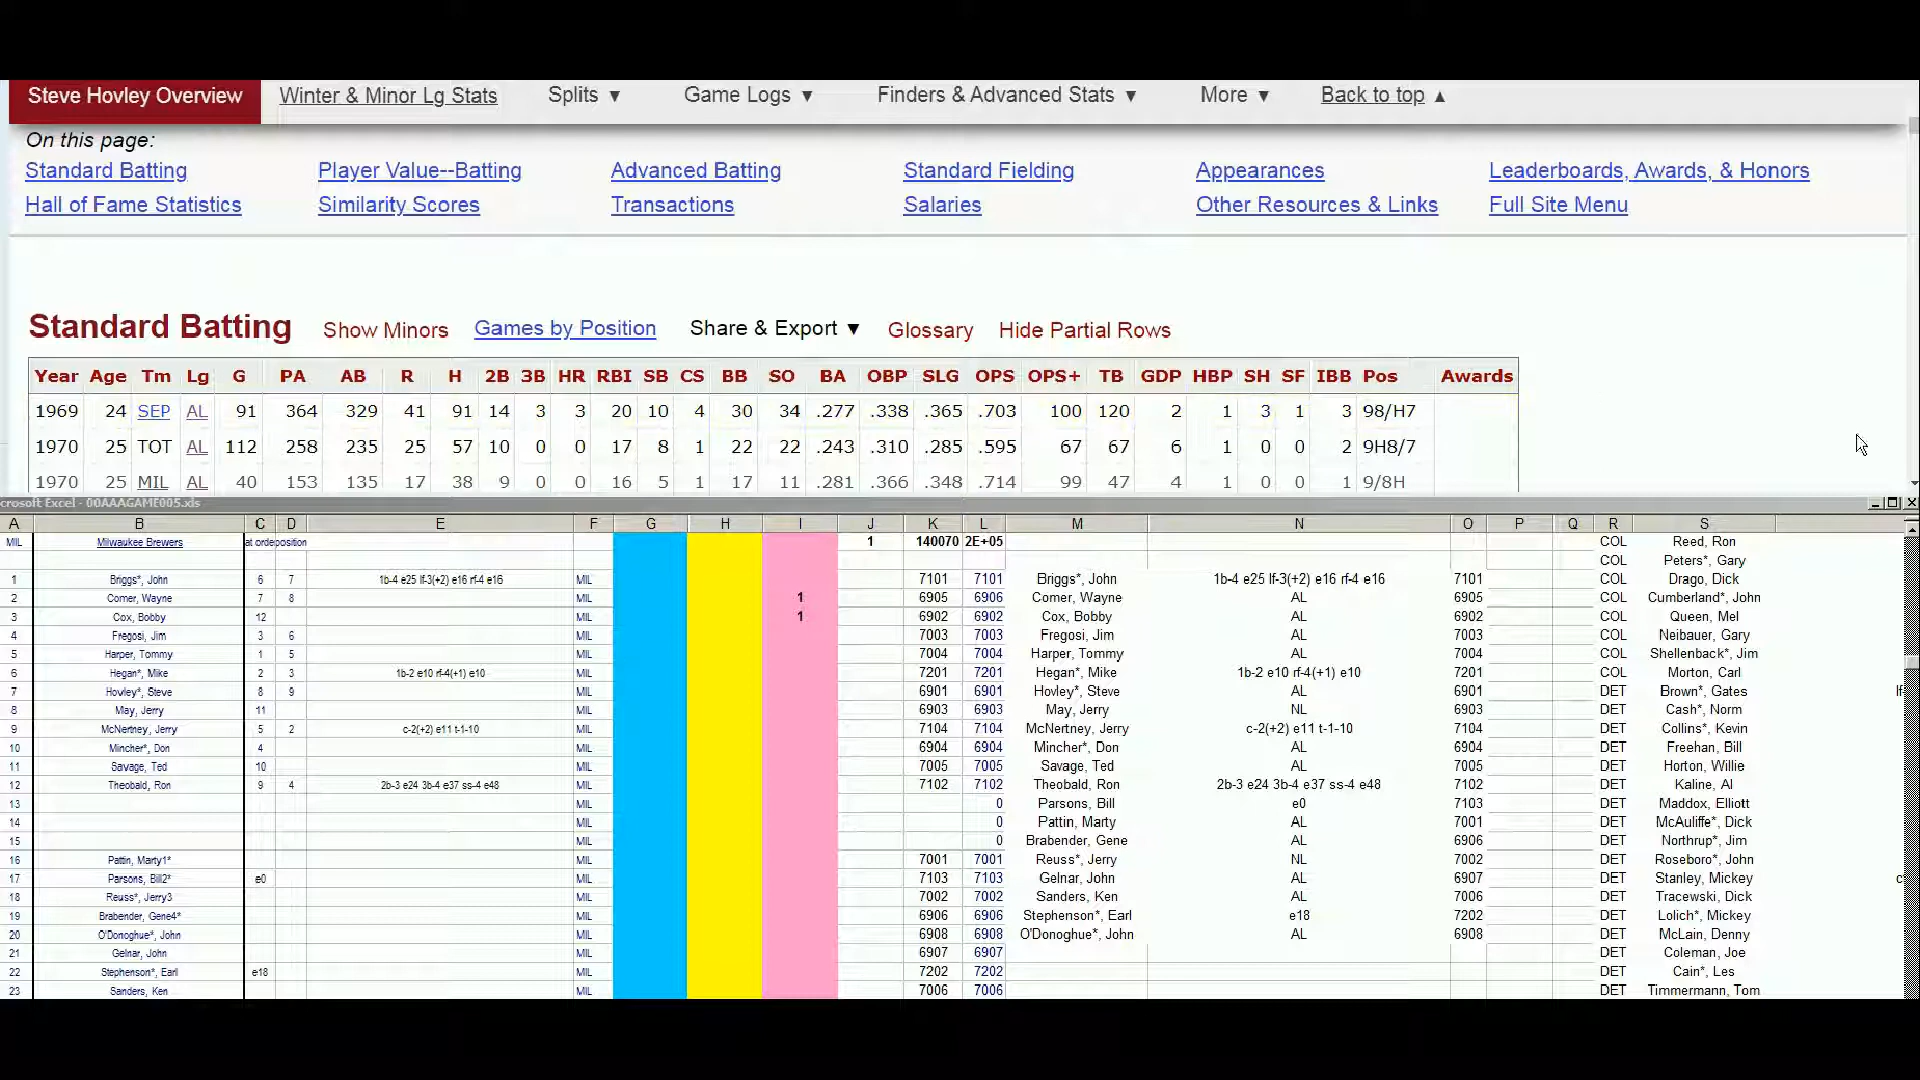 Steve Hovley Overview Winter & Minor Lg Stats Splits ▼ Game Logs ▼ Finders & Advanced Stats ▼ More ▼ Back to top ▲
On this page:
Standard Batting Player Value--Batting Advanced Batting Standard Fielding Appearances Leaderboards, Awards, & Honors
Hall of Fame Statistics Similarity Scores Transactions Salaries Other Resources & Links Full Site Menu
Standard Batting Show Minors Games by Position Share & Export ▼ Glossary Hide Partial Rows
Year Age Tm Lg G PA AB R H 2B 3B HR RBI SB CS BB SO BA OBP SLG OPS OPS+ TB GDP HBP SH SF IBB Pos Awards
1969 24 SEP AL 91 364 329 41 91 14 3 3 20 10 4 30 34 .277 .338 .365 .703 100 120 2 1 3 1 3 98/H7
1970 25 TOT AL 112 258 235 25 57 10 0 0 17 8 1 22 22 .243 .310 .285 .595 67 67 6 1 0 0 2 9H8/7
1970 25 MIL AL 40 153 135 17 38 9 0 0 16 5 1 17 11 .281 .366 .348 .714 99 47 4 1 0 0 1 9/8H
crosoft Excel - 00AAAGAME005.xls
A B C D E F G H I J K L M N O P Q R S
MIL Milwaukee Brewers at orde position 1 140070 2E+05 COL Reed, Ron
COL Peters*, Gary
1 Briggs*, John 6 7 1b-4 e25 lf-3(+2) e16 rf-4 e16 MIL 7101 7101 Briggs*, John 1b-4 e25 lf-3(+2) e16 rf-4 e16 7101 COL Drago, Dick
2 Comer, Wayne 7 8 MIL 1 6905 6906 Comer, Wayne AL 6905 COL Cumberland*, John
3 Cox, Bobby 12 MIL 1 6902 6902 Cox, Bobby AL 6902 COL Queen, Mel
4 Fregosi, Jim 3 6 MIL 7003 7003 Fregosi, Jim AL 7003 COL Neibauer, Gary
5 Harper, Tommy 1 5 MIL 7004 7004 Harper, Tommy AL 7004 COL Shellenback*, Jim
6 Hegan*, Mike 2 3 1b-2 e10 rf-4(+1) e10 MIL 7201 7201 Hegan*, Mike 1b-2 e10 rf-4(+1) e10 7201 COL Morton, Carl
7 Hovley*, Steve 8 9 MIL 6901 6901 Hovley*, Steve AL 6901 DET Brown*, Gates lf
8 May, Jerry 11 MIL 6903 6903 May, Jerry NL 6903 DET Cash*, Norm
9 McNertney, Jerry 5 2 c-2(+2) e11 t-1-10 MIL 7104 7104 McNertney, Jerry c-2(+2) e11 t-1-10 7104 DET Collins*, Kevin
10 Mincher*, Don 4 MIL 6904 6904 Mincher*, Don AL 6904 DET Freehan, Bill
11 Savage, Ted 10 MIL 7005 7005 Savage, Ted AL 7005 DET Horton, Willie
12 Theobald, Ron 9 4 2b-3 e24 3b-4 e37 ss-4 e48 MIL 7102 7102 Theobald, Ron 2b-3 e24 3b-4 e37 ss-4 e48 7102 DET Kaline, Al
13 MIL 0 Parsons, Bill e0 7103 DET Maddox, Elliott
14 MIL 0 Pattin, Marty AL 7001 DET McAuliffe*, Dick
15 MIL 0 Brabender, Gene AL 6906 DET Northrup*, Jim
16 Pattin, Marty1* MIL 7001 7001 Reuss*, Jerry NL 7002 DET Roseboro*, John
17 Parsons, Bill2* e0 MIL 7103 7103 Gelnar, John AL 6907 DET Stanley, Mickey c
18 Reuss*, Jerry3 MIL 7002 7002 Sanders, Ken AL 7006 DET Tracewski, Dick
19 Brabender, Gene4* MIL 6906 6906 Stephenson*, Earl e18 7202 DET Lolich*, Mickey
20 O'Donoghue*, John MIL 6908 6908 O'Donoghue*, John AL 6908 DET McLain, Denny
21 Gelnar, John MIL 6907 6907 DET Coleman, Joe
22 Stephenson*, Earl e18 MIL 7202 7202 DET Cain*, Les
23 Sanders, Ken MIL 7006 7006 DET Timmermann, Tom